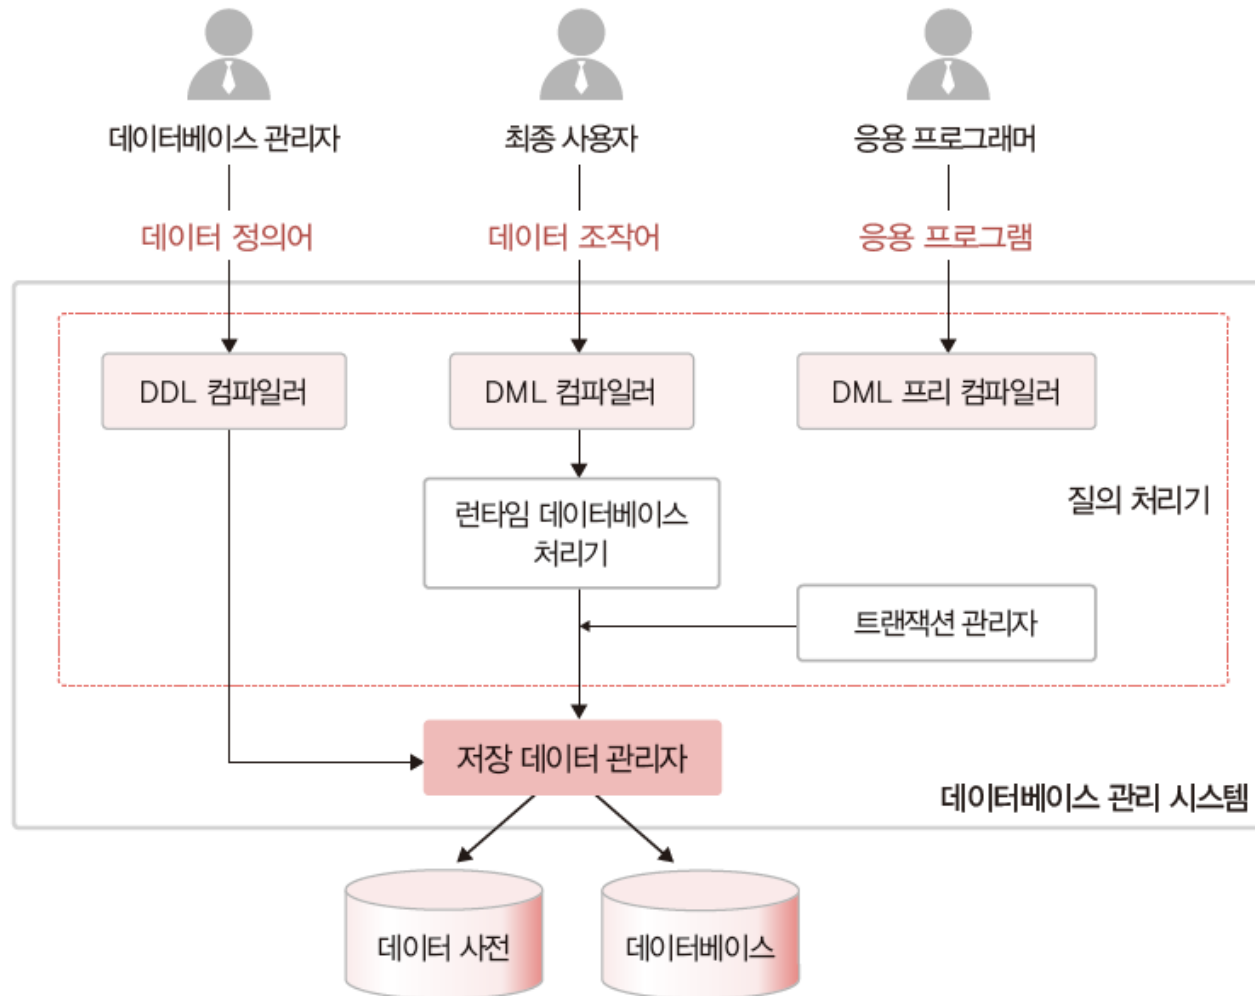 데이터베이스 관리자
최종 사용자
응용 프로그래머
데이터 정의어
데이터 조작어
응용 프로그램
DDL 컴파일러
DML 컴파일러
DML 프리 컴파일러
런타임 데이터베이스
처리기
질의 처리기
트랜잭션 관리자
저장 데이터 관리자
데이터베이스 관리 시스템
데이터 사전
데이터베이스